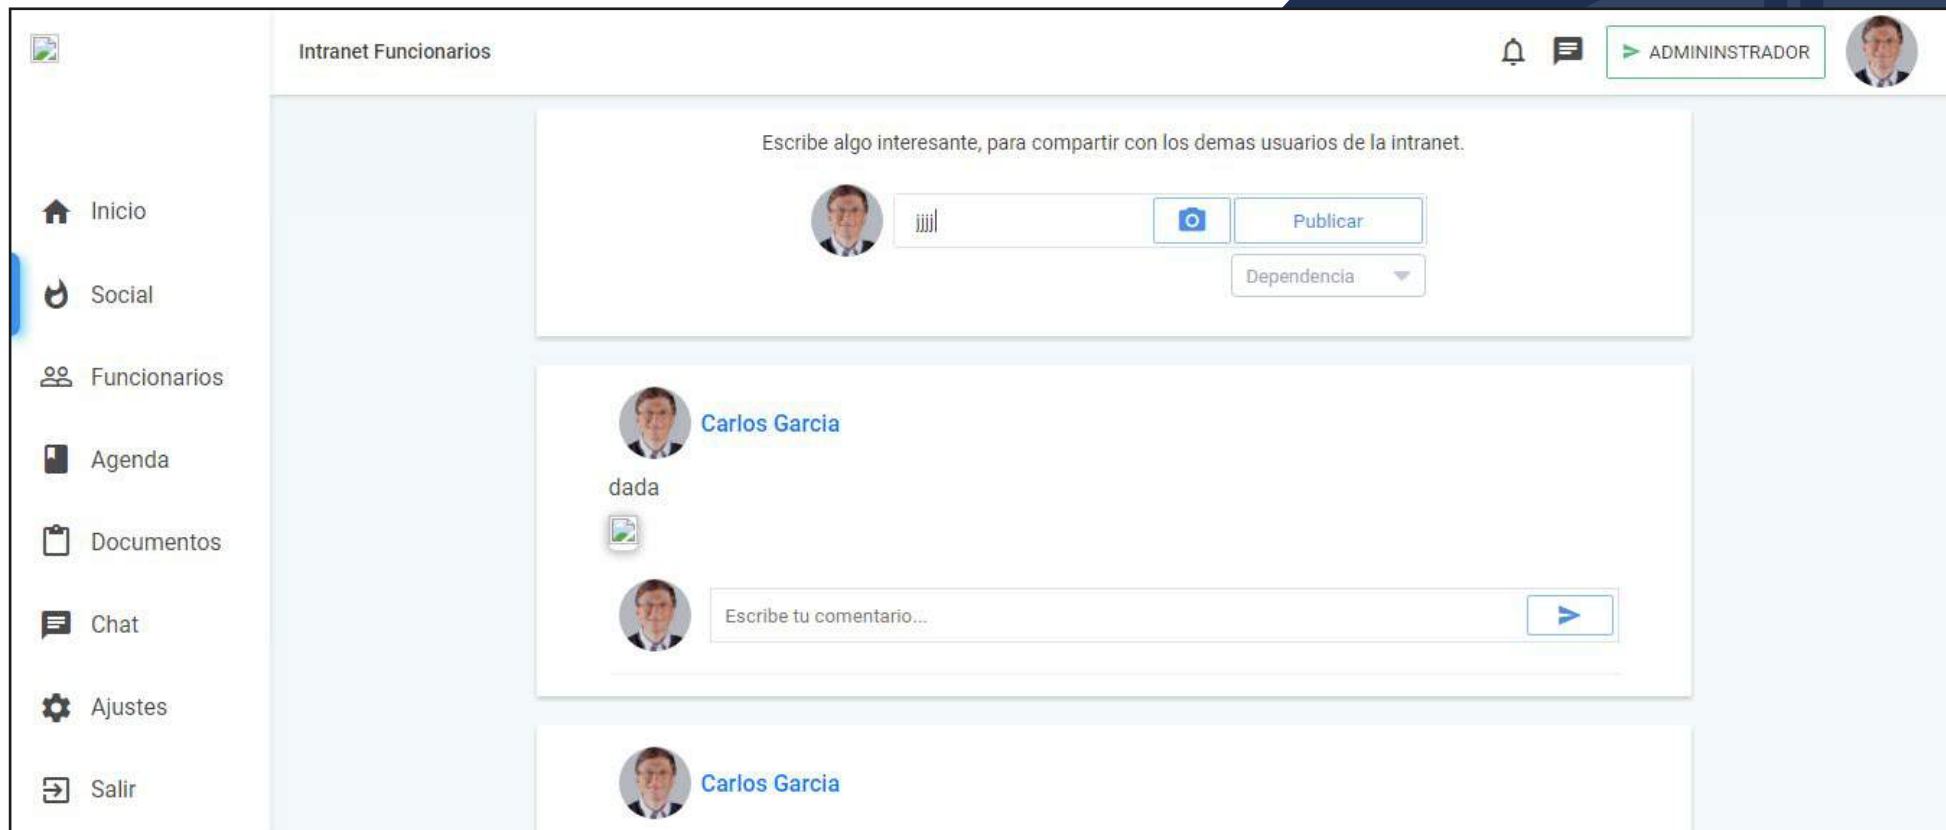 Intranet Funcionarios
ADMININSTRADOR
Inicio
Social
Funcionarios
Agenda
Documentos
Chat
Ajustes
Salir
Escribe algo interesante, para compartir con los demas usuarios de la intranet.
jjjj
Publicar
Dependencia
Carlos Garcia
dada
Escribe tu comentario...
Carlos Garcia